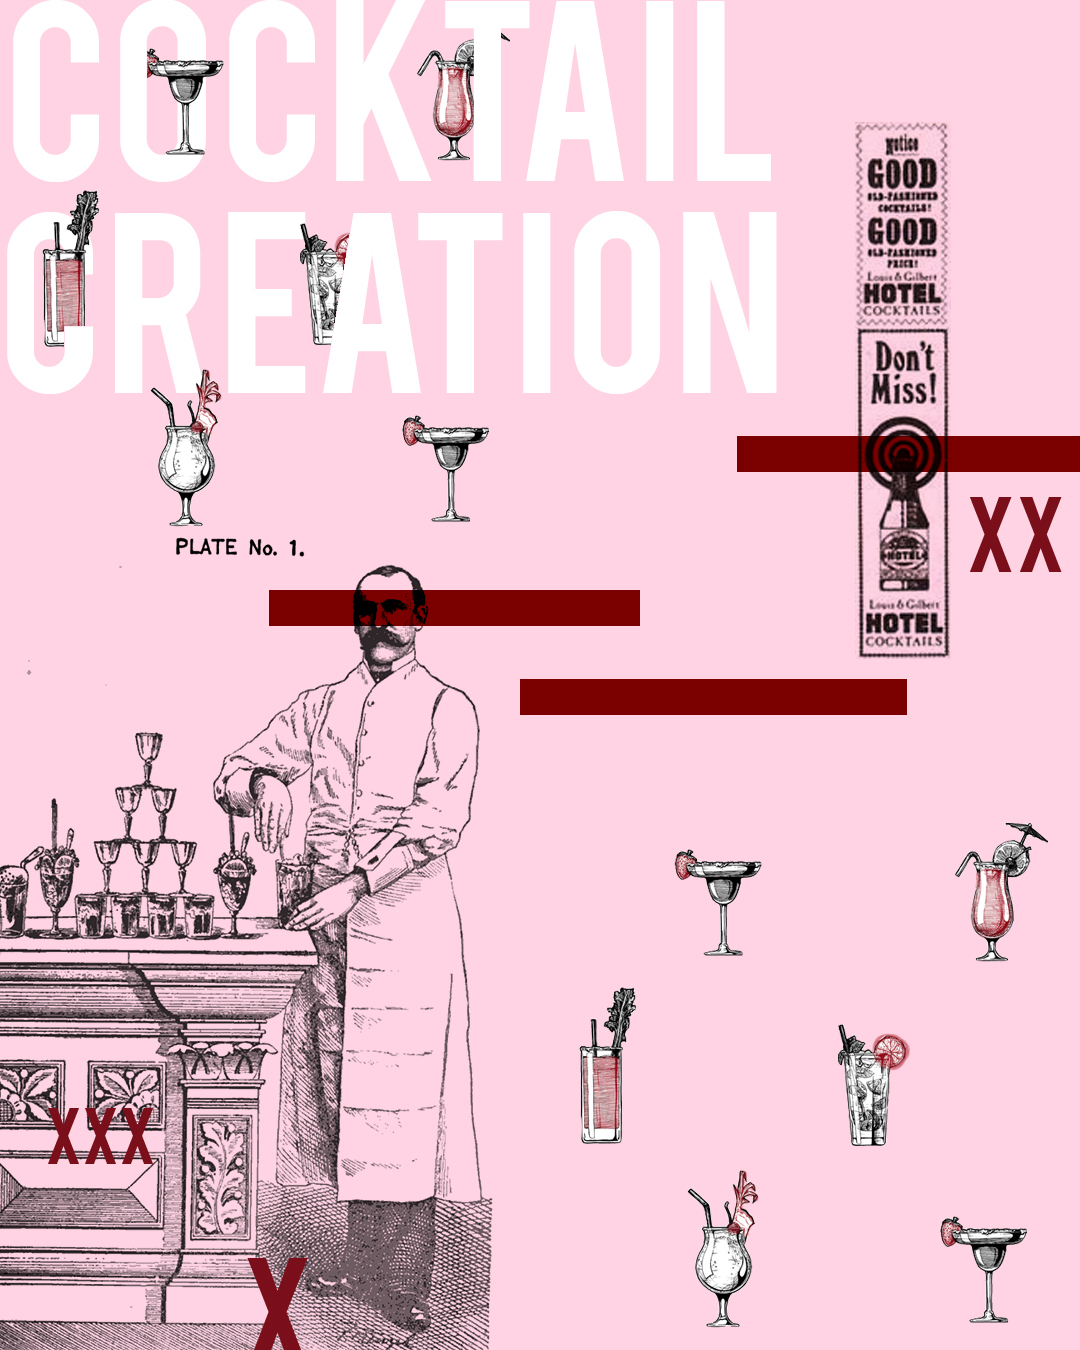 COCKTAIL
CREATION
Notice
GOOD
OLD-FASHIONED
COCKTAILS!
GOOD
OLD-FASHIONED
PRICE!
Louis & Gilbert
HOTEL
COCKTAILS
Don't
Miss!
HOTEL
Louis & Gilbert
HOTEL
COCKTAILS
XX
PLATE No. 1.
XXX
X